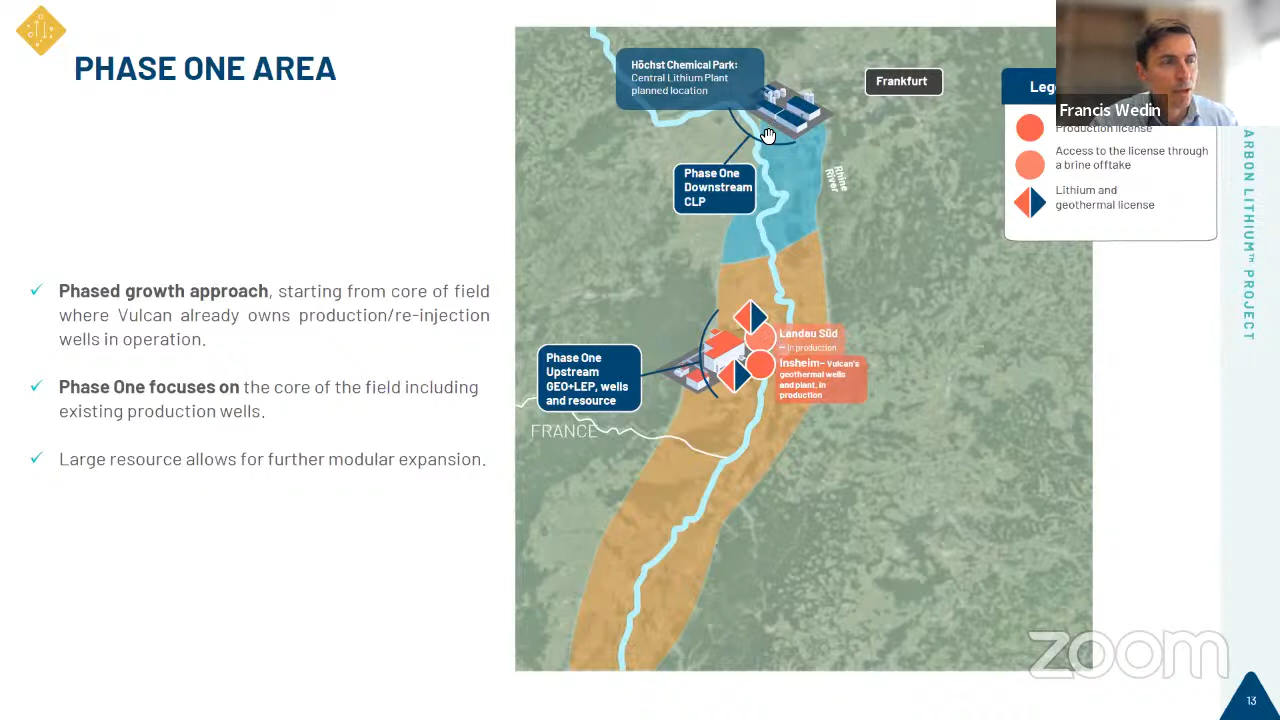 PHASE ONE AREA
Phased growth approach, starting from core of field
where Vulcan already owns production/re-injection
wells in operation.
Phase One focuses on the core of the field including
existing production wells.
Large resource allows for further modular expansion.
Höchst Chemical Park:
Central Lithium Plant
planned location
Frankfurt
Phase One
Downstream
CLP
Rhine
River
Landau Süd
– In production
Insheim– Vulcan's
geothermal wells
and plant, in
production
Phase One
Upstream
GEO+LEP, wells
and resource
FRANCE
Leg
Francis Wedin
Production license
Access to the license through
a brine offtake
Lithium and
geothermal license
ARBON LITHIUM™ PROJECT
zoom
13